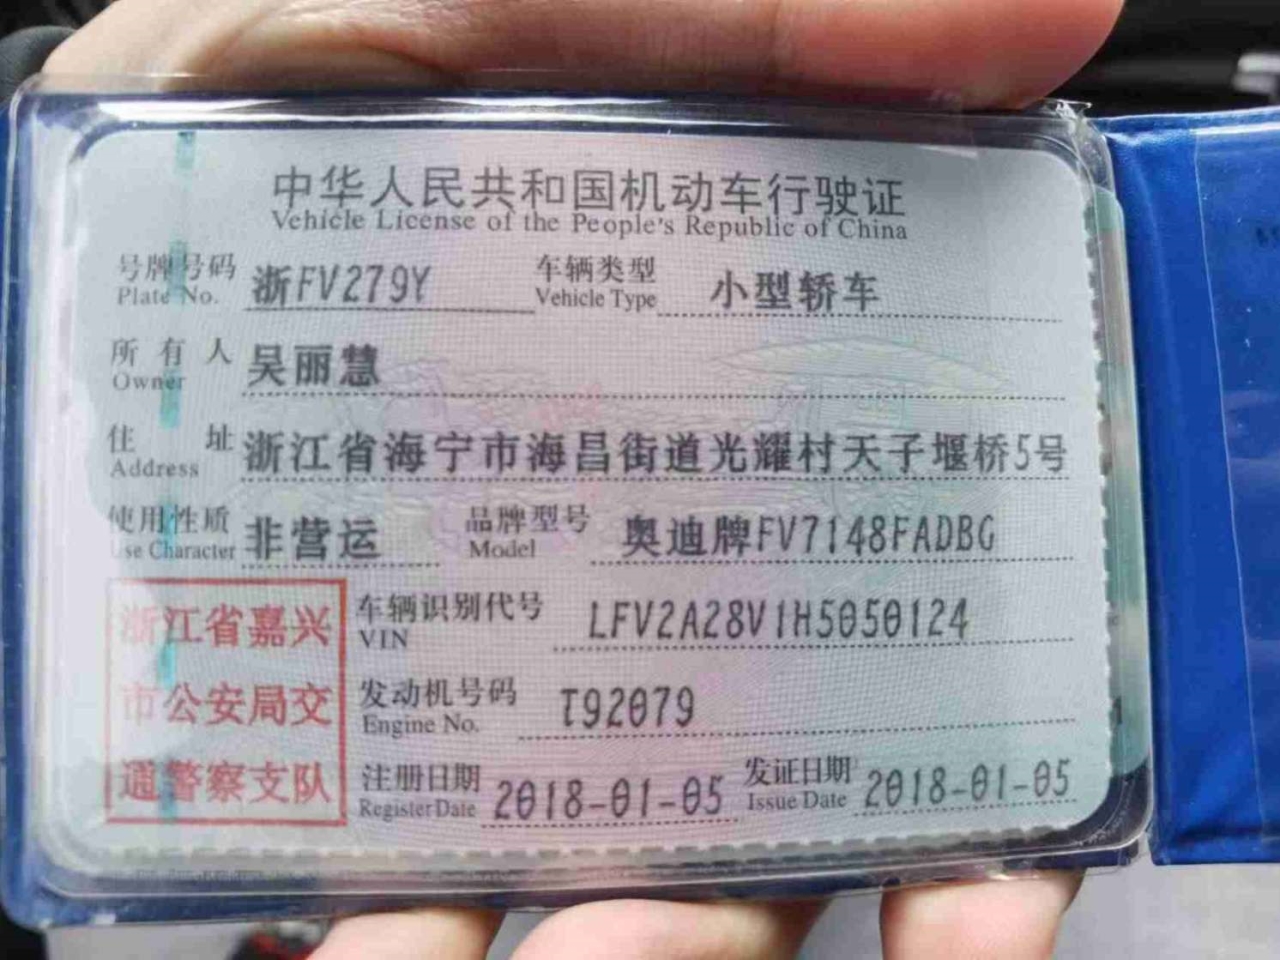 中华人民共和国机动车行驶证
Vehicle License of the People's Republic of China
号牌号码 浙FV279Y 车辆类型 小型轿车
Plate No. Vehicle Type
所有人 吴丽慧
Owner
住址 浙江省海宁市海昌街道光耀村天子堰桥5号
Address
使用性质 非营运 品牌型号 奥迪牌FV7148FADBG
Use Character Model
浙江省嘉兴
市公安局交
通警察支队
车辆识别代号 LFV2A28V1H5050124
VIN
发动机号码 T92079
Engine No.
注册日期 2018-01-05 发证日期 2018-01-05
Register Date Issue Date